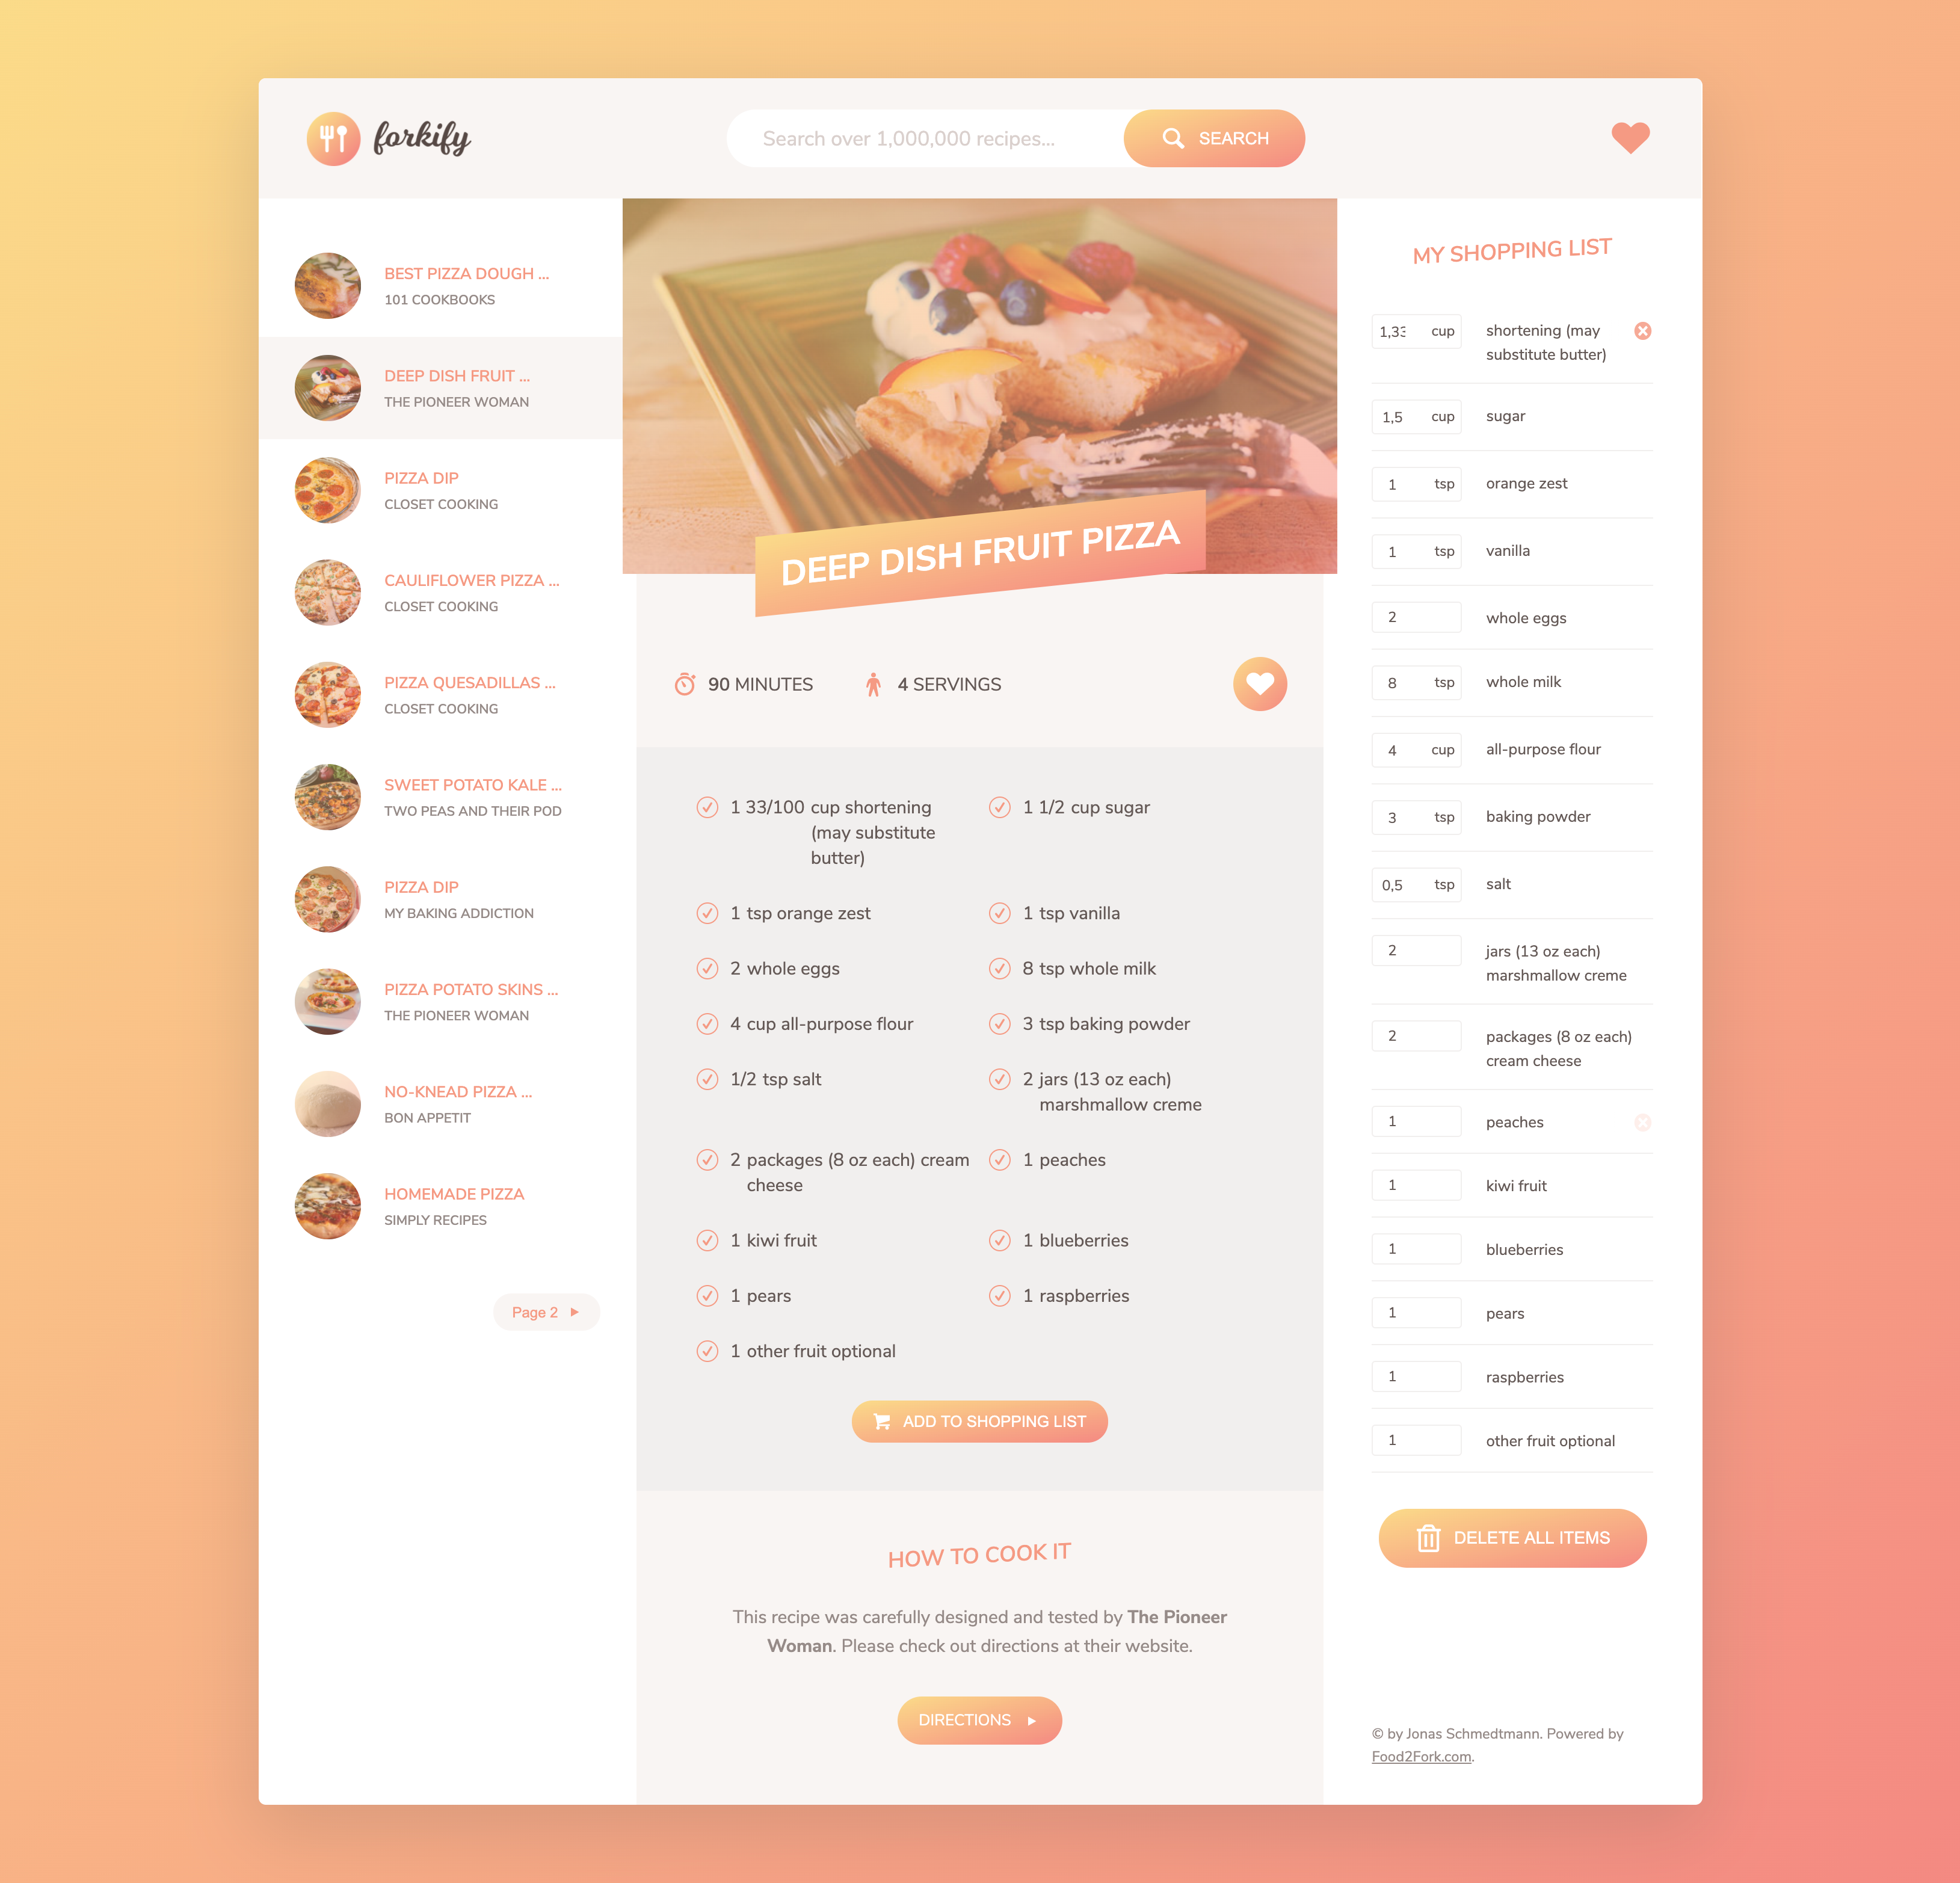 forkify
Search over 1,000,000 recipes...
SEARCH
BEST PIZZA DOUGH ...
101 COOKBOOKS
DEEP DISH FRUIT ...
THE PIONEER WOMAN
PIZZA DIP
CLOSET COOKING
CAULIFLOWER PIZZA ...
CLOSET COOKING
PIZZA QUESADILLAS ...
CLOSET COOKING
SWEET POTATO KALE ...
TWO PEAS AND THEIR POD
PIZZA DIP
MY BAKING ADDICTION
PIZZA POTATO SKINS ...
THE PIONEER WOMAN
NO-KNEAD PIZZA ...
BON APPETIT
HOMEMADE PIZZA
SIMPLY RECIPES
Page 2
DEEP DISH FRUIT PIZZA
90 MINUTES
4 SERVINGS
1 33/100 cup shortening
(may substitute
butter)
1 1/2 cup sugar
1 tsp orange zest
1 tsp vanilla
2 whole eggs
8 tsp whole milk
4 cup all-purpose flour
3 tsp baking powder
1/2 tsp salt
2 jars (13 oz each)
marshmallow creme
2 packages (8 oz each) cream
cheese
1 peaches
1 kiwi fruit
1 blueberries
1 pears
1 raspberries
1 other fruit optional
ADD TO SHOPPING LIST
HOW TO COOK IT
This recipe was carefully designed and tested by The Pioneer
Woman. Please check out directions at their website.
DIRECTIONS
MY SHOPPING LIST
1,33 cup shortening (may
substitute butter)
1,5 cup sugar
1 tsp orange zest
1 tsp vanilla
2 whole eggs
8 tsp whole milk
4 cup all-purpose flour
3 tsp baking powder
0,5 tsp salt
2 jars (13 oz each)
marshmallow creme
2 packages (8 oz each)
cream cheese
1 peaches
1 kiwi fruit
1 blueberries
1 pears
1 raspberries
1 other fruit optional
DELETE ALL ITEMS
© by Jonas Schmedtmann. Powered by
Food2Fork.com.